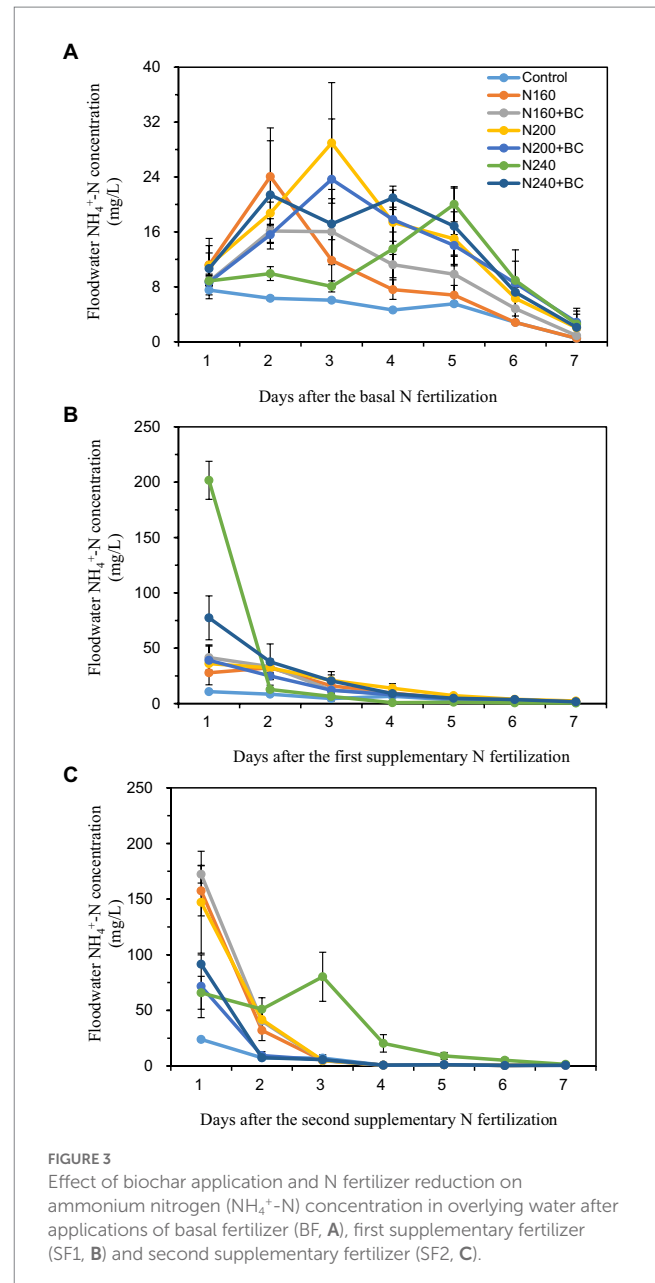 A
Floodwater NH₄⁺-N concentration
(mg/L)
40
32
24
16
8
0
Control
N160
N160+BC
N200
N200+BC
N240
N240+BC
1 2 3 4 5 6 7
Days after the basal N fertilization
B
Floodwater NH₄⁺-N concentration
(mg/L)
250
200
150
100
50
0
1 2 3 4 5 6 7
Days after the first supplementary N fertilization
C
Floodwater NH₄⁺-N concentration
(mg/L)
250
200
150
100
50
0
1 2 3 4 5 6 7
Days after the second supplementary N fertilization
FIGURE 3
Effect of biochar application and N fertilizer reduction on
ammonium nitrogen (NH₄⁺-N) concentration in overlying water after
applications of basal fertilizer (BF, A), first supplementary fertilizer
(SF1, B) and second supplementary fertilizer (SF2, C).